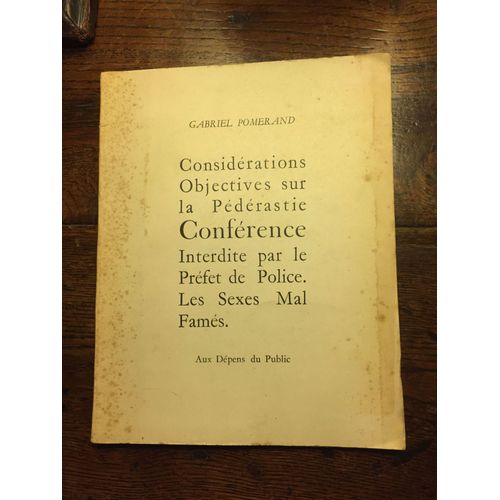 GABRIEL POMERAND
Considérations
Objectives sur
la Pédérastie
Conférence
Interdite par le
Préfet de Police.
Les Sexes Mal
Famés.
Aux Dépens du Public